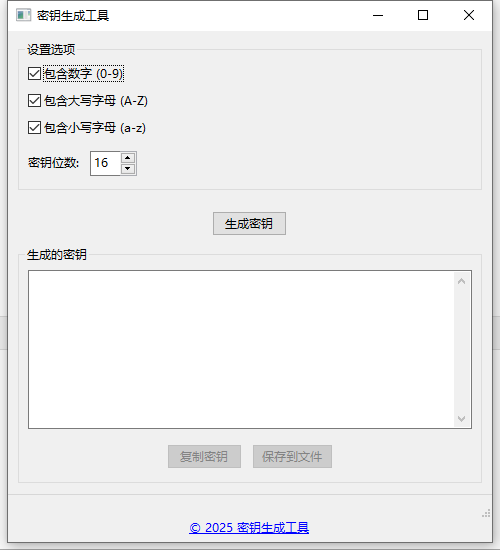 密钥生成工具
设置选项
包含数字 (0-9)
包含大写字母 (A-Z)
包含小写字母 (a-z)
密钥位数: 16
生成密钥
生成的密钥
复制密钥 保存到文件
© 2025 密钥生成工具